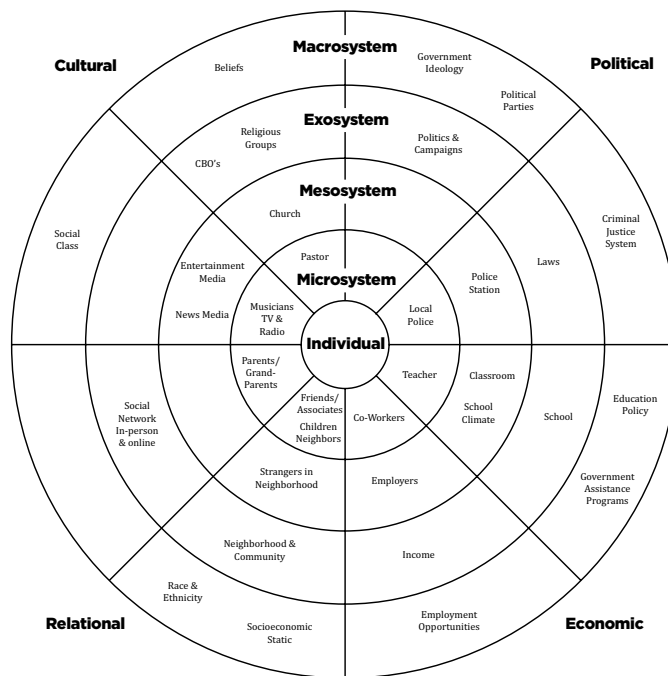 Macrosystem
Cultural
Political
Beliefs
Government
Ideology
Political
Parties
Exosystem
Religious
Groups
CBO's
Politics &
Campaigns
Mesosystem
Church
Social
Class
Criminal
Justice
System
Pastor
Entertainment
Media
Laws
Microsystem
Police
Station
News Media
Musicians
TV &
Radio
Local
Police
Individual
Parents/
Grand-
Parents
Teacher
Classroom
Friends/
Associates
Children
Neighbors
Co-Workers
School
Climate
Social
Network
In-person
& online
School
Education
Policy
Strangers in
Neighborhood
Employers
Government
Assistance
Programs
Neighborhood &
Community
Income
Race &
Ethnicity
Relational
Socioeconomic
Static
Employment
Opportunities
Economic